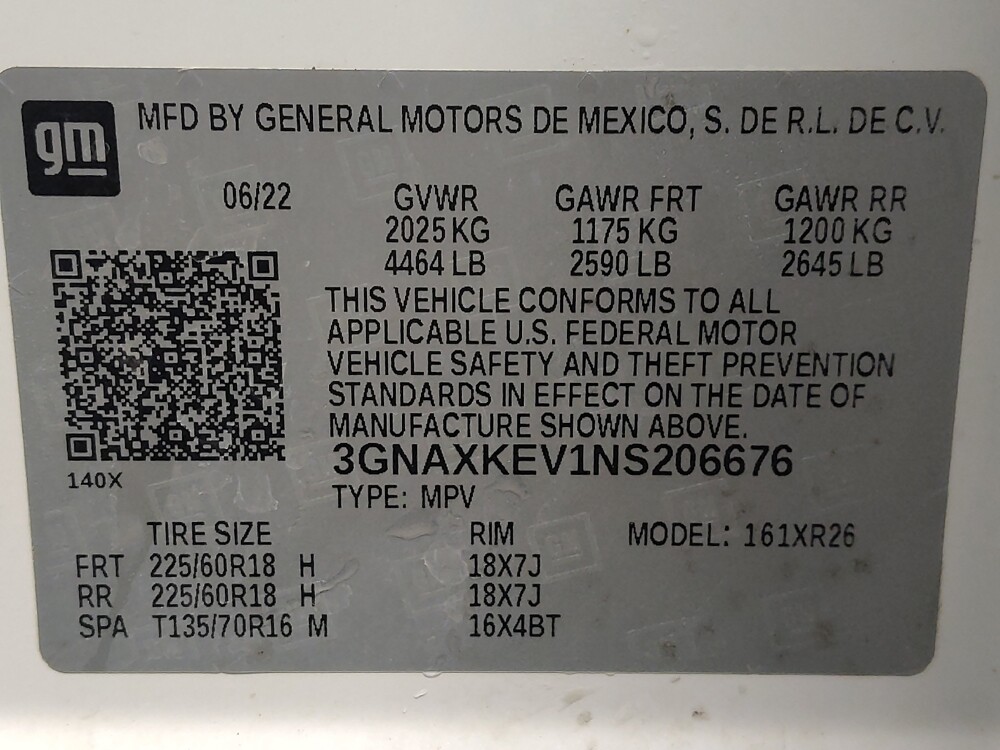 gm
MFD BY GENERAL MOTORS DE MEXICO, S. DE R.L. DE C.V.
06/22 GVWR GAWR FRT GAWR RR
2025 KG 1175 KG 1200 KG
4464 LB 2590 LB 2645 LB
THIS VEHICLE CONFORMS TO ALL
APPLICABLE U.S. FEDERAL MOTOR
VEHICLE SAFETY AND THEFT PREVENTION
STANDARDS IN EFFECT ON THE DATE OF
MANUFACTURE SHOWN ABOVE.
3GNAXKEV1NS206676
140X
TYPE: MPV
TIRE SIZE RIM MODEL: 161XR26
FRT 225/60R18 H 18X7J
RR 225/60R18 H 18X7J
SPA T135/70R16 M 16X4BT